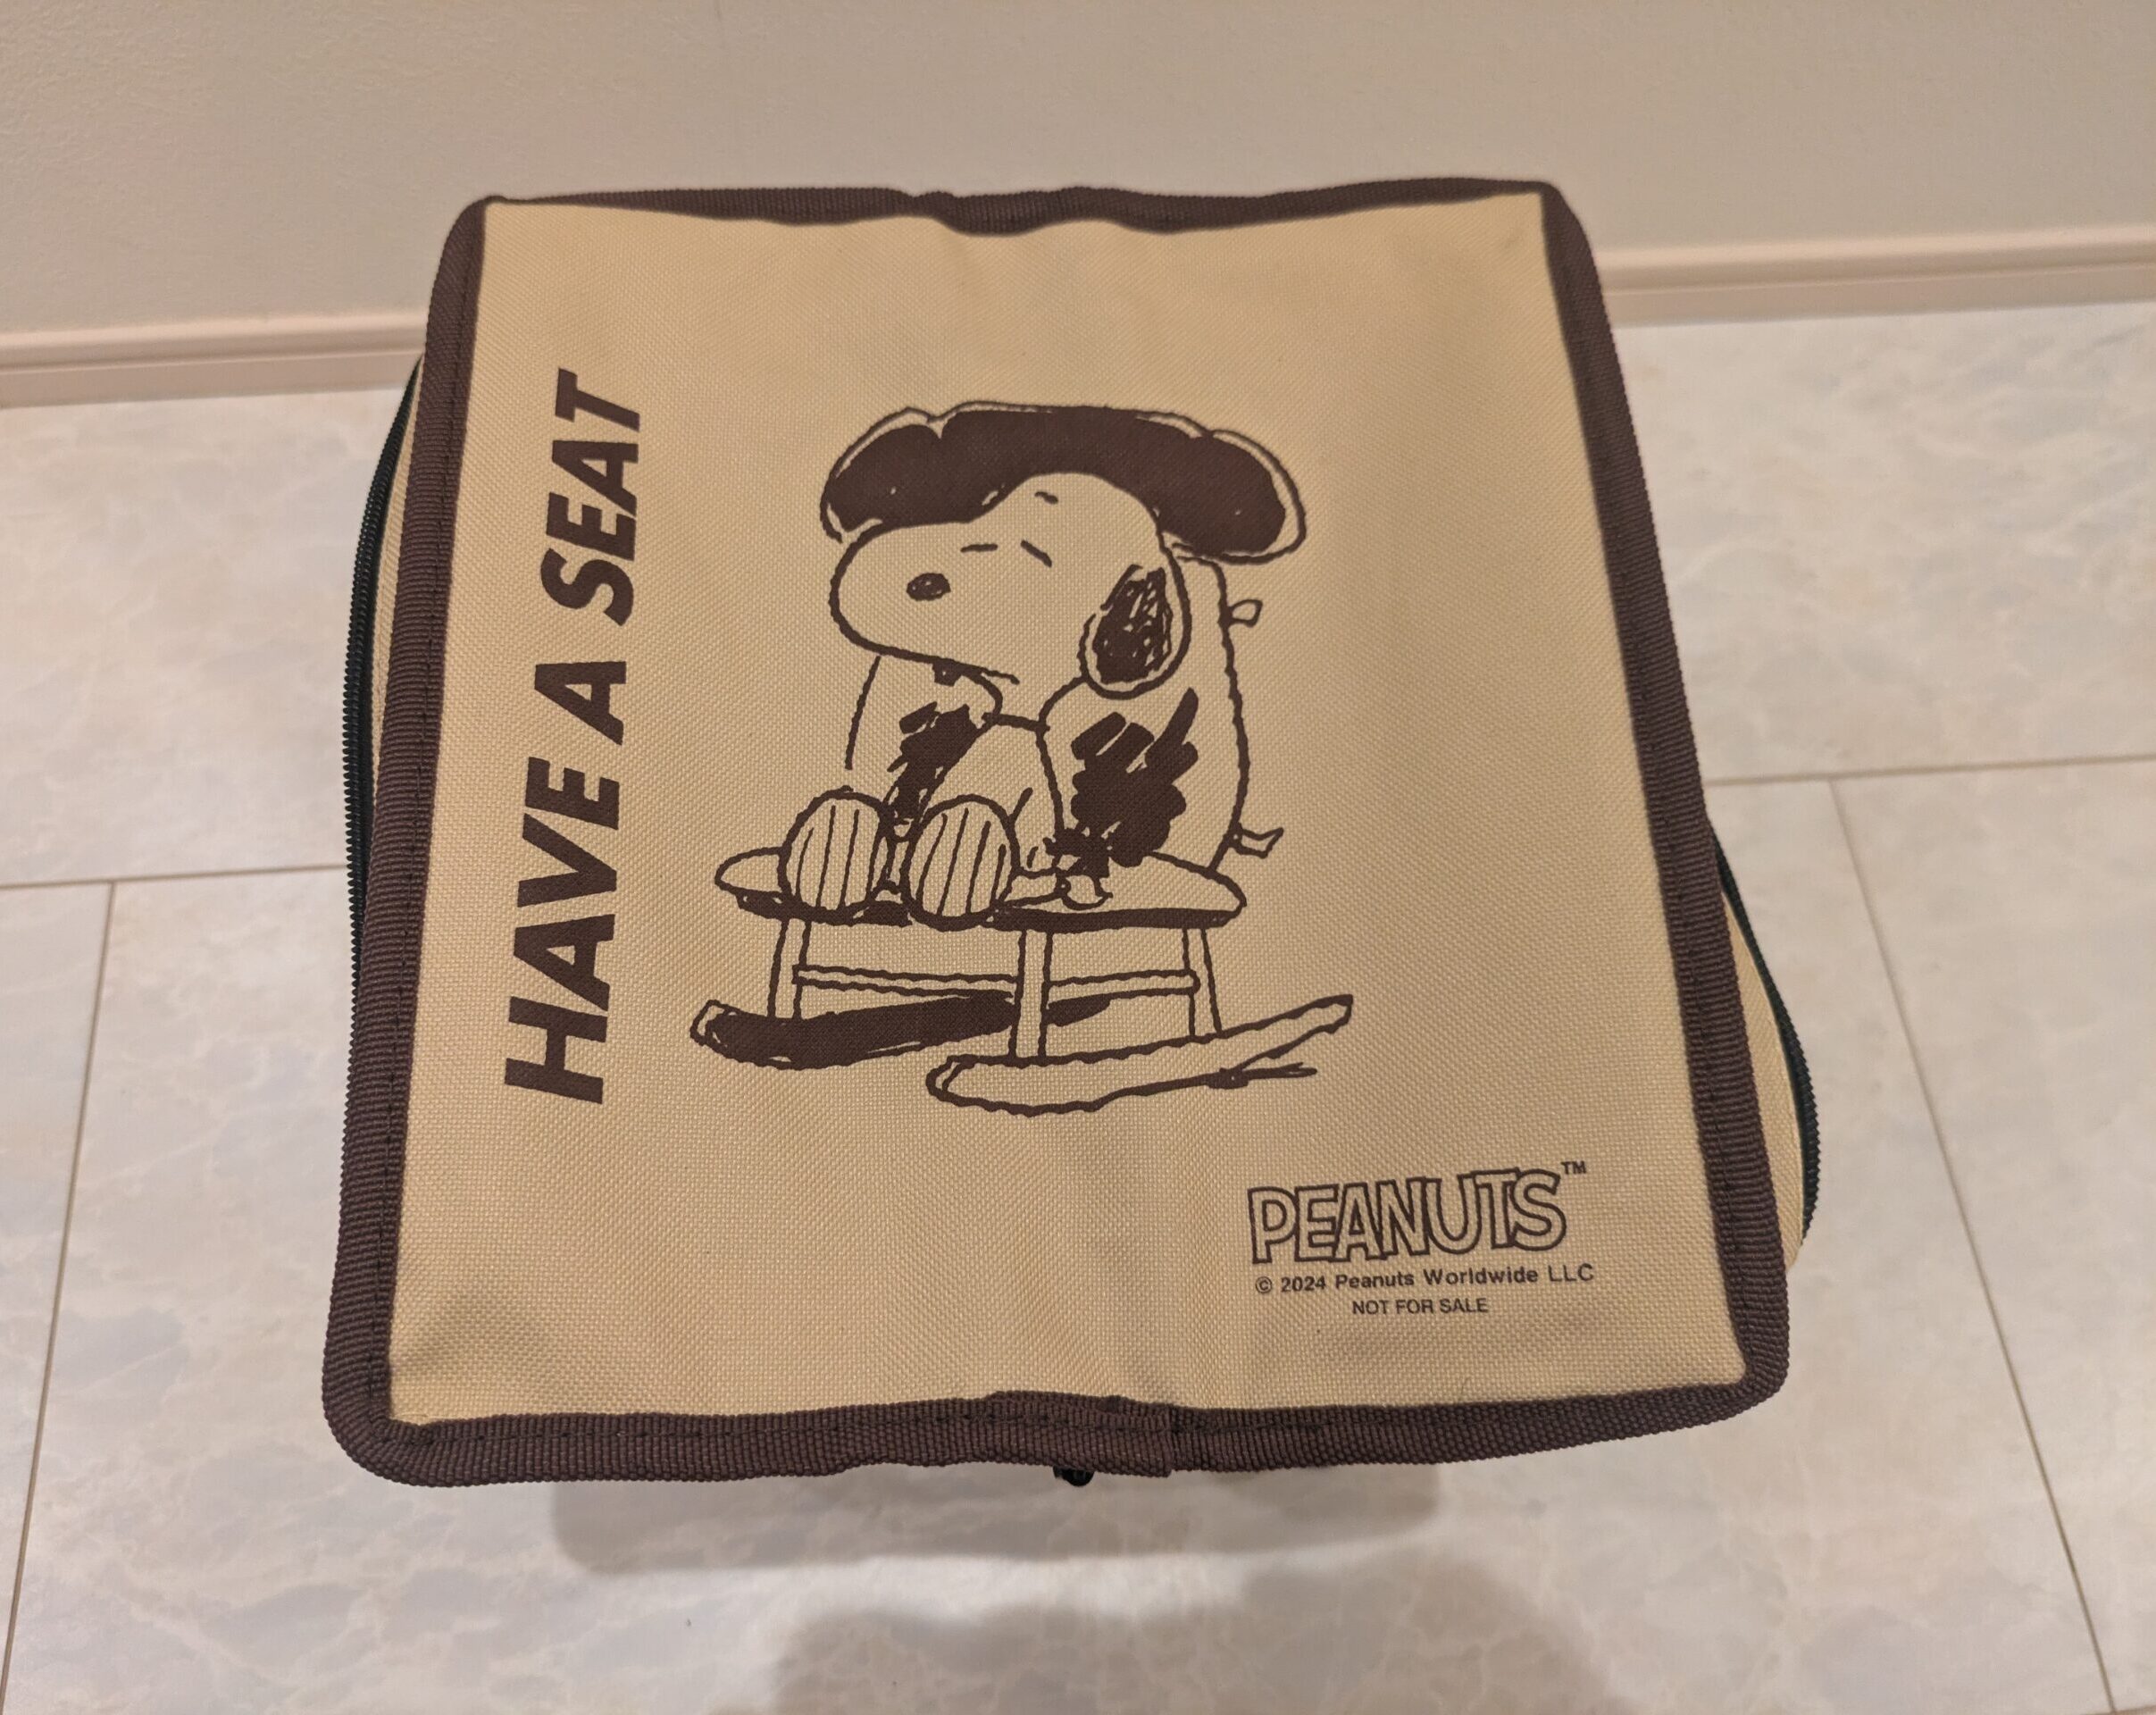 HAVE A SEAT
PEANUTS™
© 2024 Peanuts Worldwide LLC
NOT FOR SALE